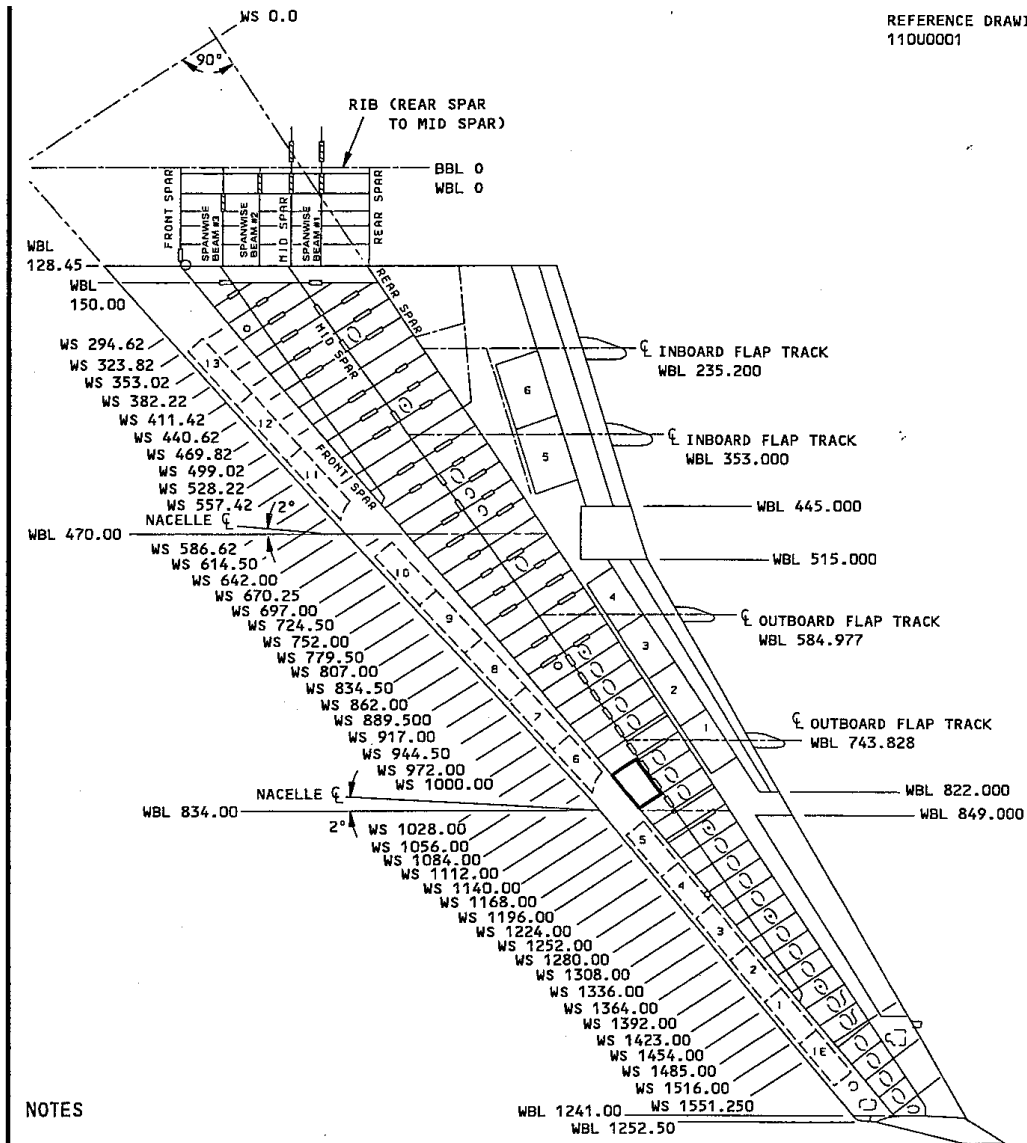 WS 0.0
REFERENCE DRAWI
110U0001
90°
RIB (REAR SPAR
TO MID SPAR)
BBL 0
WBL 0
FRONT SPAR
SPANWISE
BEAM #3
SPANWISE
BEAM #2
MID SPAR
SPANWISE
BEAM #1
REAR SPAR
WBL
128.45
WBL
150.00
REAR SPAR
MID SPAR
FRONT SPAR
WS 294.62
WS 323.82
WS 353.02
WS 382.22
WS 411.42
WS 440.62
WS 469.82
WS 499.02
WS 528.22
WS 557.42
13
12
11
℄ INBOARD FLAP TRACK
WBL 235.200
6
5
℄ INBOARD FLAP TRACK
WBL 353.000
WBL 445.000
2°
NACELLE ℄
WBL 470.00
WBL 515.000
WS 586.62
WS 614.50
WS 642.00
WS 670.25
WS 697.00
WS 724.50
WS 752.00
WS 779.50
WS 807.00
WS 834.50
WS 862.00
WS 889.500
WS 917.00
WS 944.50
WS 972.00
WS 1000.00
10
9
8
7
6
4
3
2
1
℄ OUTBOARD FLAP TRACK
WBL 584.977
℄ OUTBOARD FLAP TRACK
WBL 743.828
WBL 822.000
WBL 849.000
NACELLE ℄
WBL 834.00
2°
WS 1028.00
WS 1056.00
WS 1084.00
WS 1112.00
WS 1140.00
WS 1168.00
WS 1196.00
WS 1224.00
WS 1252.00
WS 1280.00
WS 1308.00
WS 1336.00
WS 1364.00
WS 1392.00
WS 1423.00
WS 1454.00
WS 1485.00
WS 1516.00
WS 1551.250
5
4
3
2
1
1E
WBL 1241.00
WBL 1252.50
NOTES